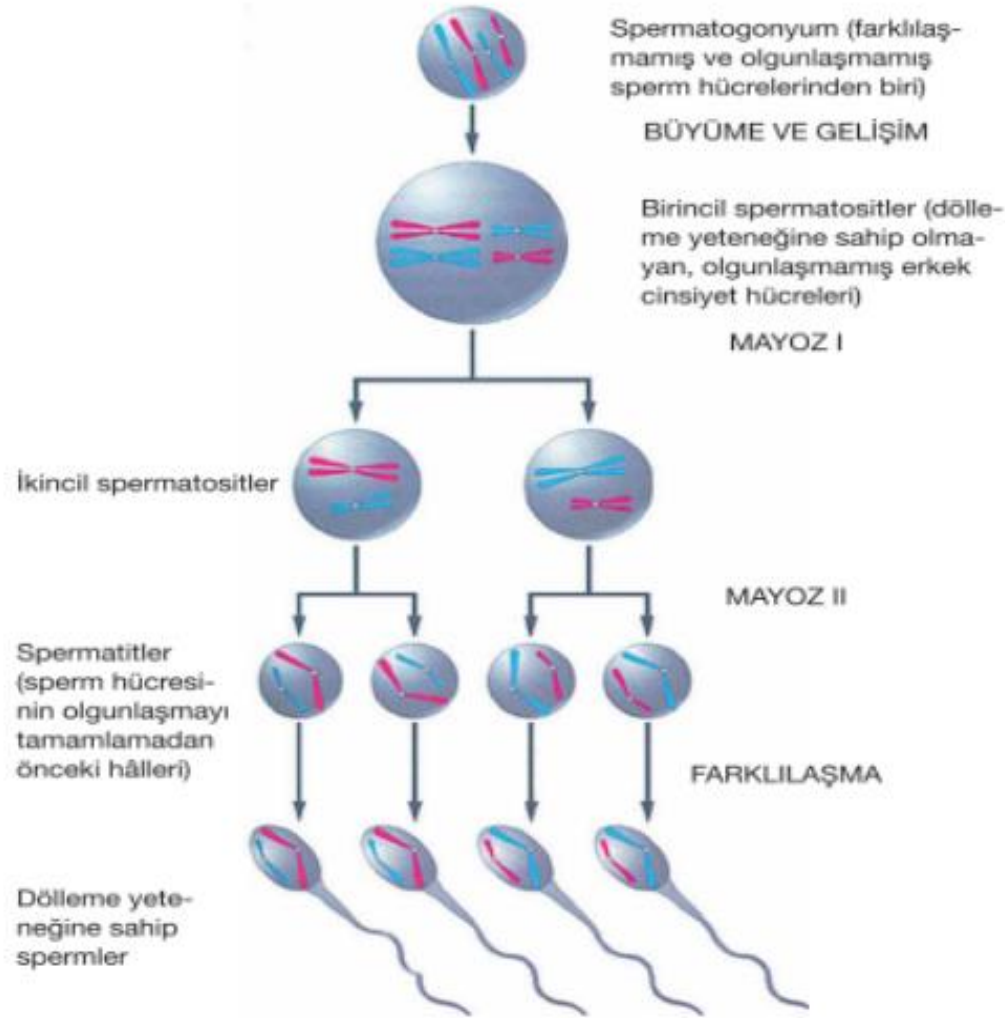 Spermatogonyum (farklılaş-
mamış ve olgunlaşmamış
sperm hücrelerinden biri)
BÜYÜME VE GELİŞİM
Birincil spermatositler (dölle-
me yeteneğine sahip olma-
yan, olgunlaşmamış erkek
cinsiyet hücreleri)
MAYOZ I
İkincil spermatositler
MAYOZ II
Spermatitler
(sperm hücresi-
nin olgunlaşmayı
tamamlamadan
önceki hâlleri)
FARKLILAŞMA
Dölleme yete-
neğine sahip
spermler